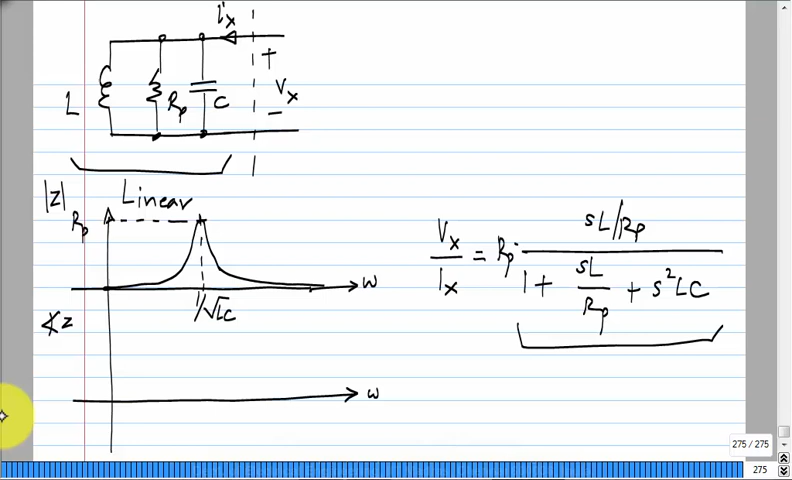 iₓ
+
L Rₚ C Vₓ
−
|Z| Linear
Rₚ
Vₓ/Iₓ = Rₚ · (sL/Rₚ) / (1 + sL/Rₚ + s²LC)
ω
1/√LC
∡Z
ω
275 / 275
275